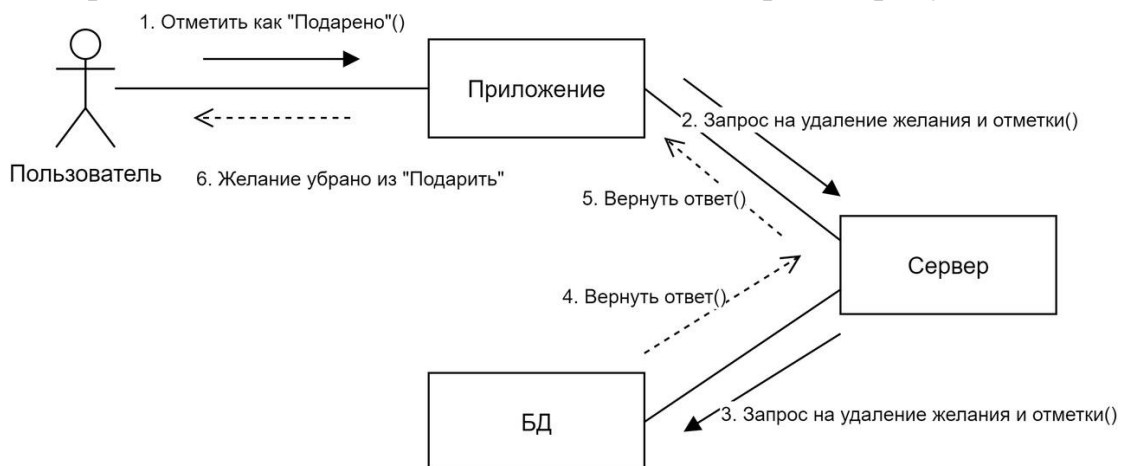 1. Отметить как "Подарено"()
Приложение
2. Запрос на удаление желания и отметки()
Пользователь
6. Желание убрано из "Подарить"
5. Вернуть ответ()
Сервер
4. Вернуть ответ()
БД
3. Запрос на удаление желания и отметки()